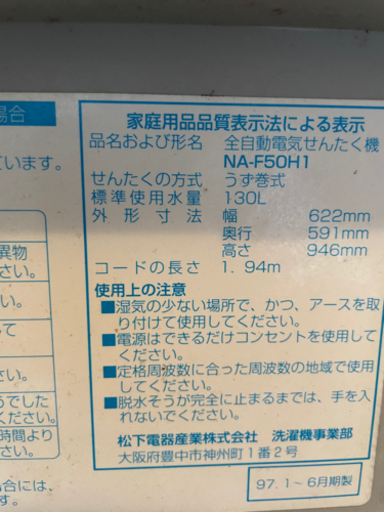 場合
ています。
異物
さい。
って
さい。
うでした
ください。
時間より
。
場合には、
す。
家庭用品品質表示法による表示
品名および形名 全自動電気せんたく機
NA-F50H1
せんたくの方式 うず巻式
標準使用水量 130L
外形寸法 幅 622mm
奥行 591mm
高さ 946mm
コードの長さ 1.94m
使用上の注意
■湿気の少ない場所で、かつ、アースを取
り付けて使用してください。
■電源はできるだけコンセントを使用して
ください。
■定格周波数に合った周波数の地域で使用
してください。
■脱水そうが完全に止まるまでは、手を入
れないでください。
松下電器産業株式会社 洗濯機事業部
大阪府豊中市神州町1番2号
97.1~6月期製